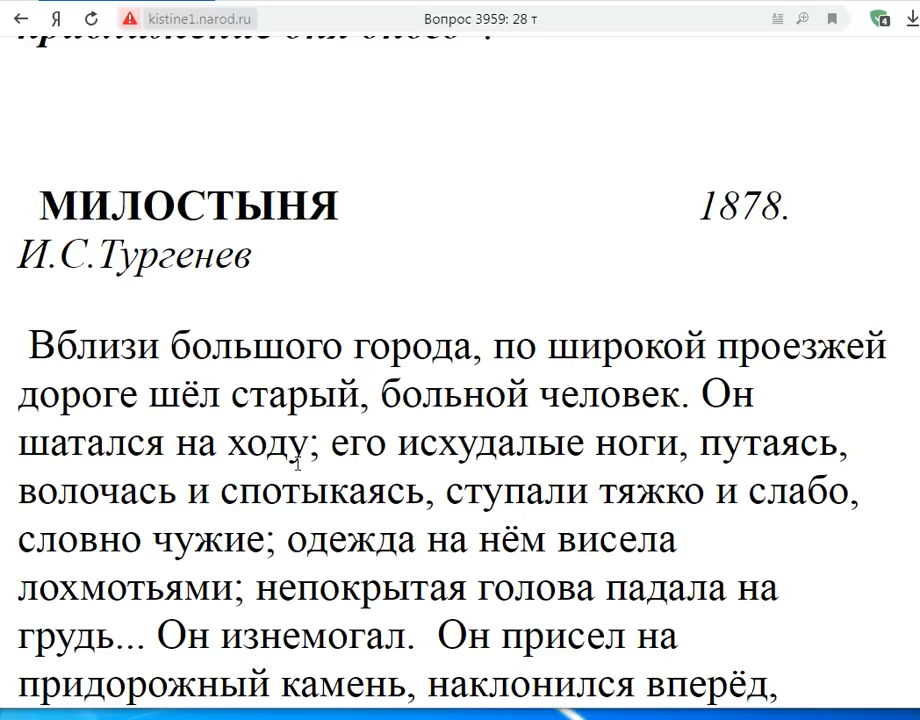 Я kistine1.narod.ru Вопрос 3959: 28 т 4
МИЛОСТЫНЯ 1878.
И.С.Тургенев
Вблизи большого города, по широкой проезжей
дороге шёл старый, больной человек. Он
шатался на ходу; его исхудалые ноги, путаясь,
волочась и спотыкаясь, ступали тяжко и слабо,
словно чужие; одежда на нём висела
лохмотьями; непокрытая голова падала на
грудь... Он изнемогал. Он присел на
придорожный камень, наклонился вперёд,